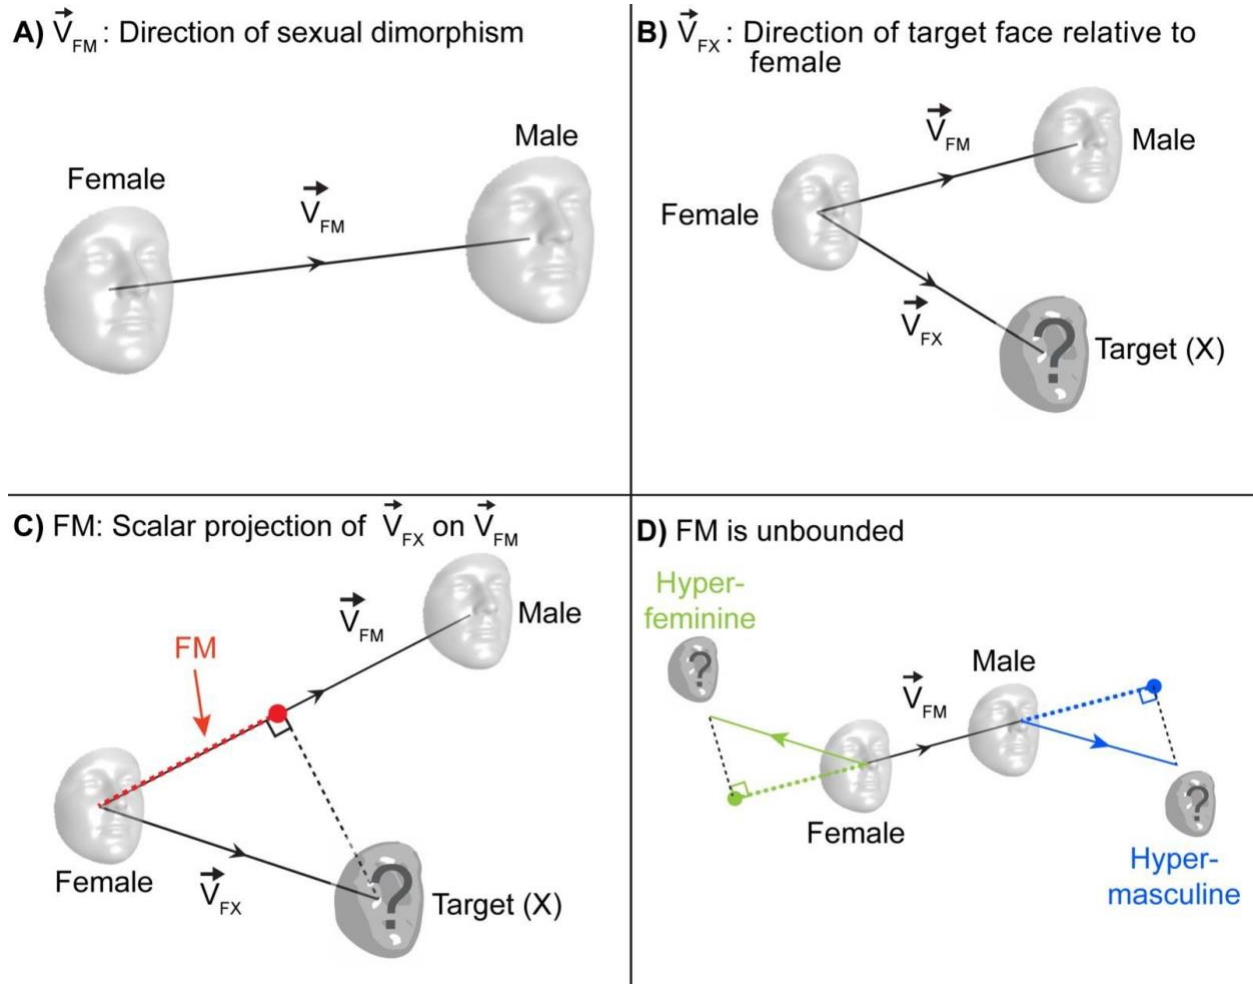 A) V⃗FM : Direction of sexual dimorphism
Female
V⃗FM
Male
B) V⃗FX : Direction of target face relative to
female
V⃗FM
Male
Female
V⃗FX
?
Target (X)
C) FM: Scalar projection of V⃗FX on V⃗FM
V⃗FM
Male
FM
Female
V⃗FX
?
Target (X)
D) FM is unbounded
Hyper-
feminine
?
Male
V⃗FM
Female
?
Hyper-
masculine